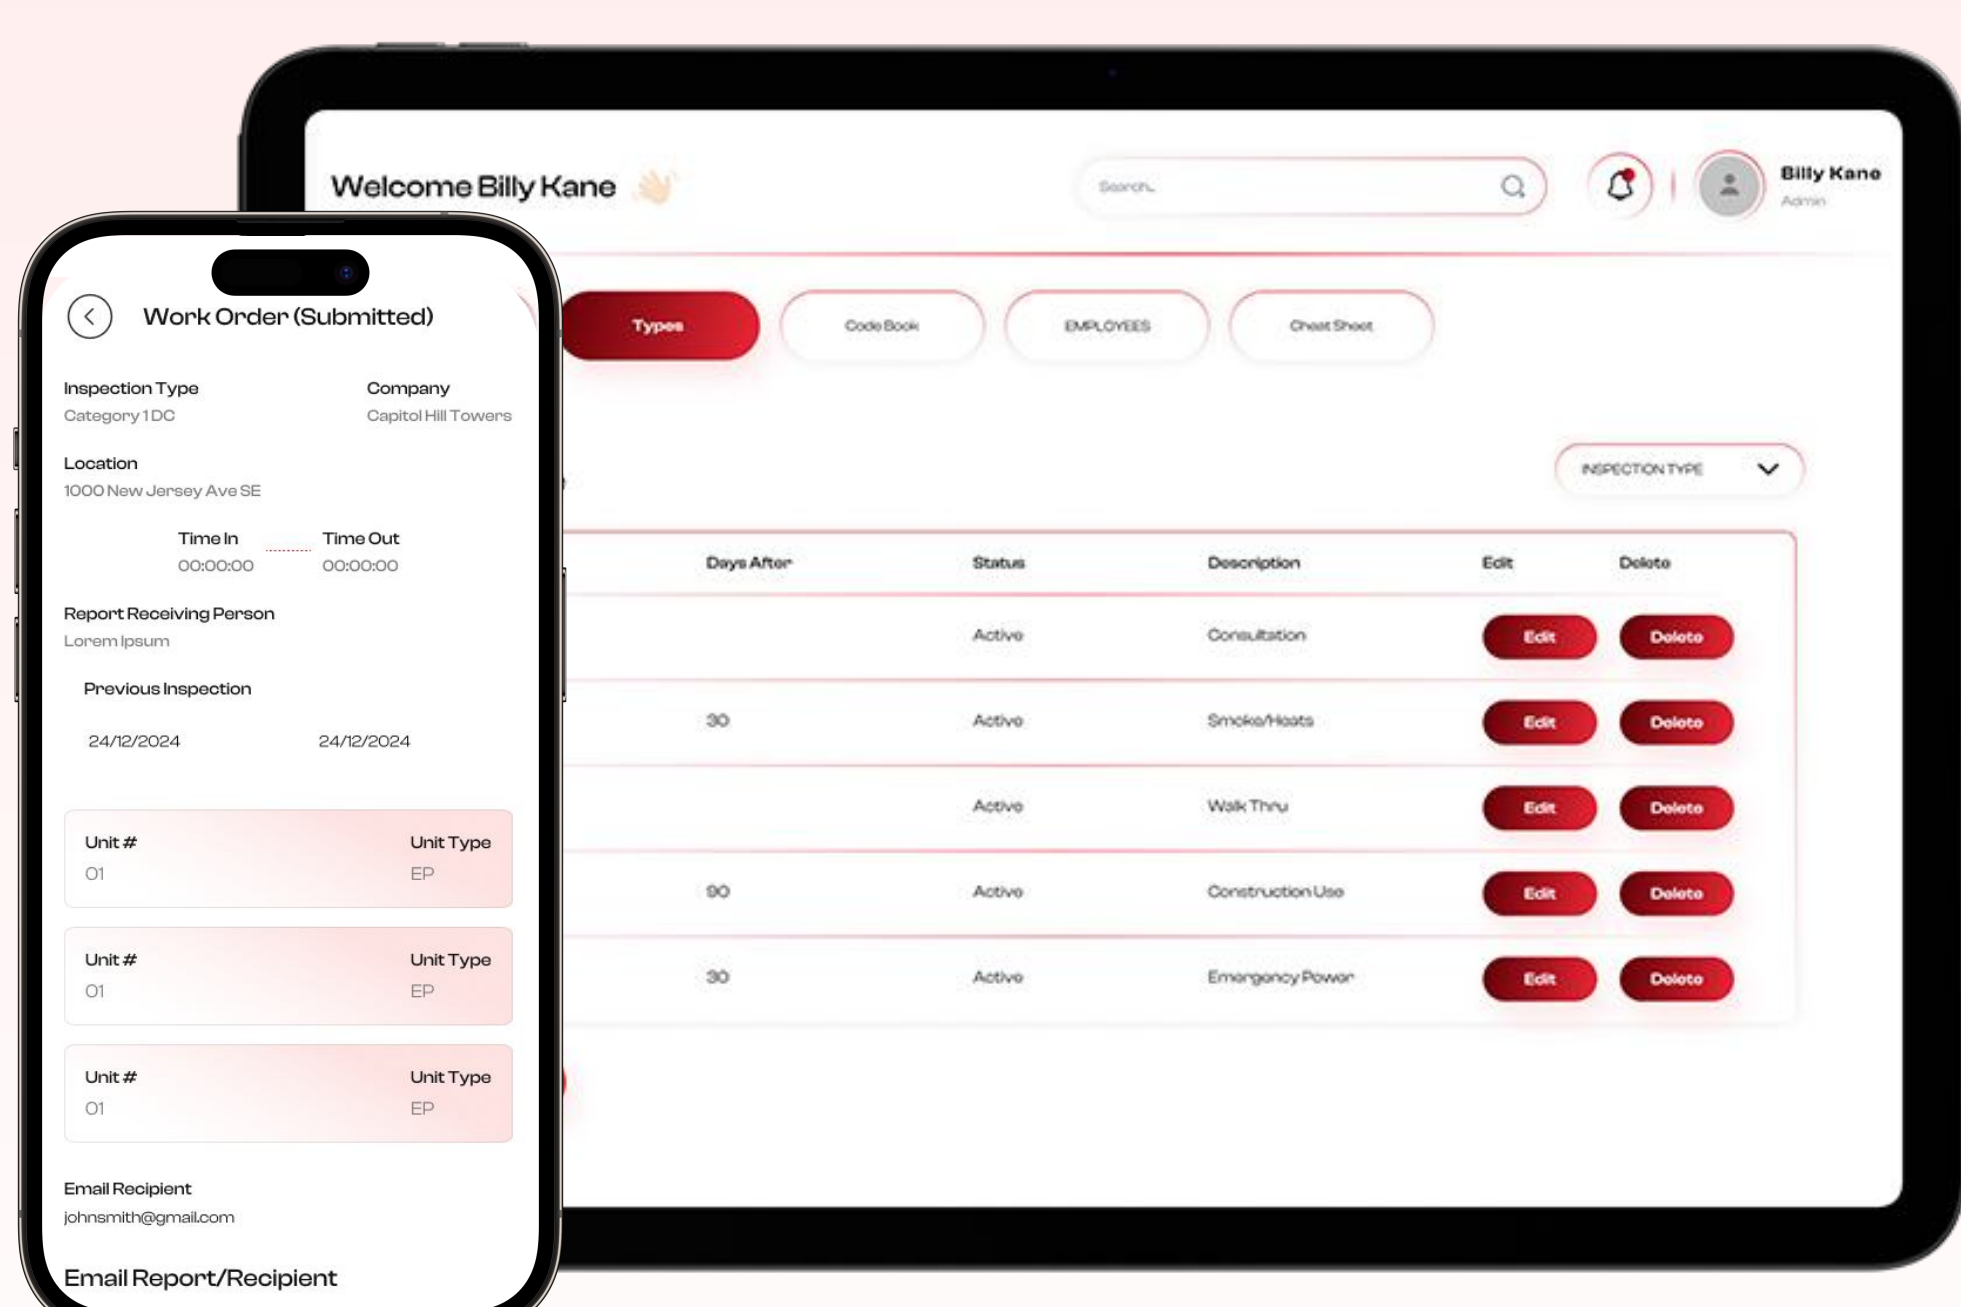 Welcome Billy Kane
Search..
Billy Kane
Admin
Types
Code Book
EMPLOYEES
Cheat Sheet
INSPECTION TYPE
Days After Status Description Edit Delete
Active Consultation Edit Delete
30 Active Smoke/Heats Edit Delete
Active Walk Thru Edit Delete
90 Active Construction Use Edit Delete
30 Active Emergency Power Edit Delete
Work Order (Submitted)
Inspection Type Company
Category 1 DC Capitol Hill Towers
Location
1000 New Jersey Ave SE
Time In Time Out
00:00:00 00:00:00
Report Receiving Person
Lorem Ipsum
Previous Inspection
24/12/2024 24/12/2024
Unit # Unit Type
01 EP
Unit # Unit Type
01 EP
Unit # Unit Type
01 EP
Email Recipient
johnsmith@gmail.com
Email Report/Recipient